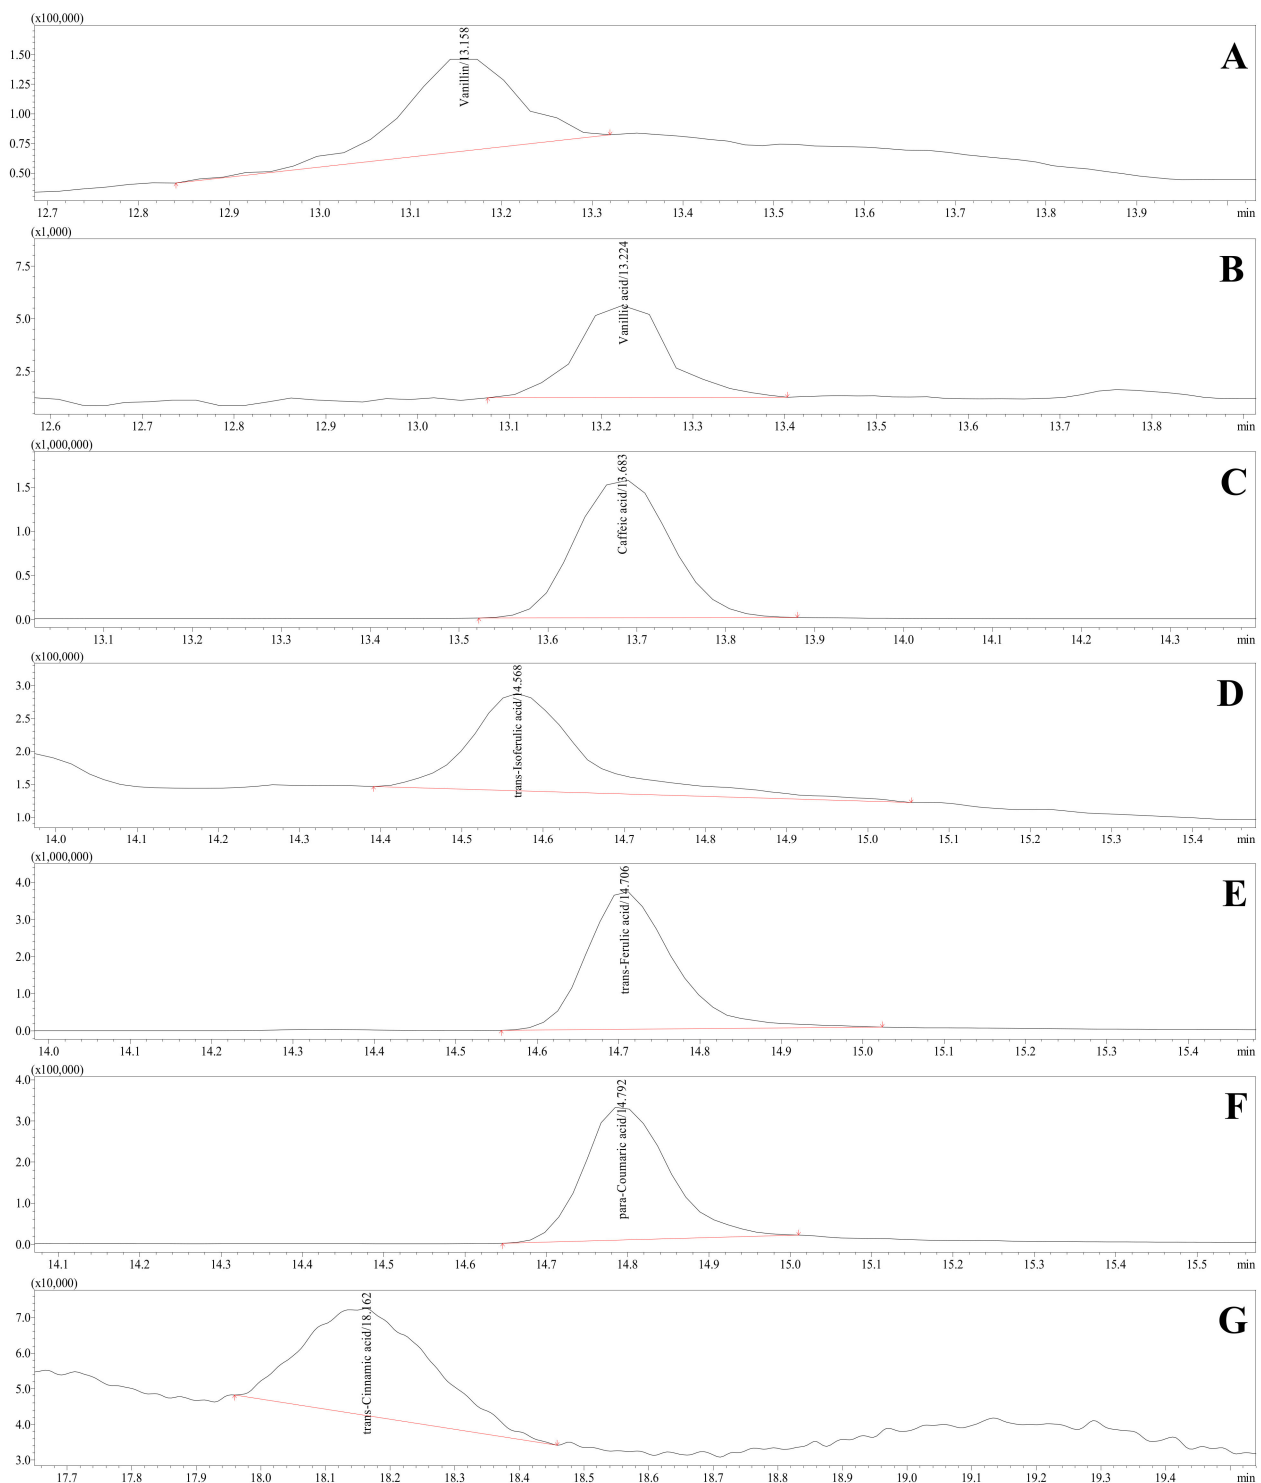 (x100,000)
A
Vanillin/13.158
1.50
1.25
1.00
0.75
0.50
12.7 12.8 12.9 13.0 13.1 13.2 13.3 13.4 13.5 13.6 13.7 13.8 13.9 min
(x1,000)
B
Vanillic acid/13.224
7.5
5.0
2.5
12.6 12.7 12.8 12.9 13.0 13.1 13.2 13.3 13.4 13.5 13.6 13.7 13.8 min
(x1,000,000)
C
Caffeic acid/13.683
1.5
1.0
0.5
0.0
13.1 13.2 13.3 13.4 13.5 13.6 13.7 13.8 13.9 14.0 14.1 14.2 14.3 min
(x100,000)
D
trans-Isoferulic acid/14.568
3.0
2.5
2.0
1.5
1.0
14.0 14.1 14.2 14.3 14.4 14.5 14.6 14.7 14.8 14.9 15.0 15.1 15.2 15.3 15.4 min
(x1,000,000)
E
trans-Ferulic acid/14.706
4.0
3.0
2.0
1.0
0.0
14.0 14.1 14.2 14.3 14.4 14.5 14.6 14.7 14.8 14.9 15.0 15.1 15.2 15.3 15.4 min
(x100,000)
F
para-Coumaric acid/14.792
4.0
3.0
2.0
1.0
0.0
14.1 14.2 14.3 14.4 14.5 14.6 14.7 14.8 14.9 15.0 15.1 15.2 15.3 15.4 15.5 min
(x10,000)
G
trans-Cinnamic acid/18.162
7.0
6.0
5.0
4.0
3.0
17.7 17.8 17.9 18.0 18.1 18.2 18.3 18.4 18.5 18.6 18.7 18.8 18.9 19.0 19.1 19.2 19.3 19.4 min